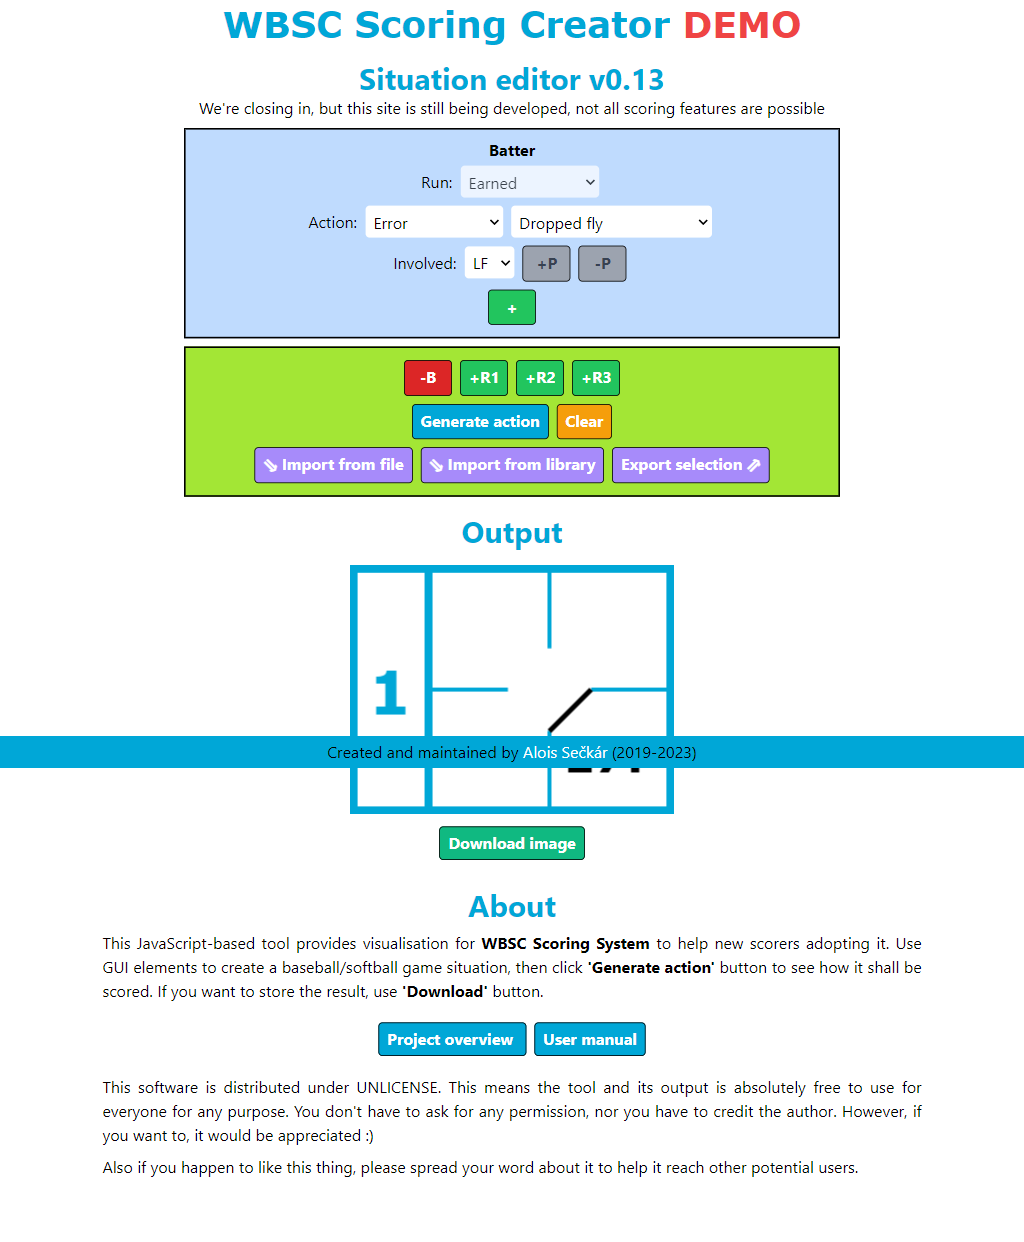 WBSC Scoring Creator DEMO
Situation editor v0.13
We're closing in, but this site is still being developed, not all scoring features are possible
Batter
Run: Earned
Action: Error Dropped fly
Involved: LF +P -P
+
-B +R1 +R2 +R3
Generate action Clear
⇘ Import from file ⇘ Import from library Export selection ⇗
Output
1
Created and maintained by Alois Sečkár (2019-2023)
Download image
About
This JavaScript-based tool provides visualisation for WBSC Scoring System to help new scorers adopting it. Use
GUI elements to create a baseball/softball game situation, then click 'Generate action' button to see how it shall be
scored. If you want to store the result, use 'Download' button.
Project overview User manual
This software is distributed under UNLICENSE. This means the tool and its output is absolutely free to use for
everyone for any purpose. You don't have to ask for any permission, nor you have to credit the author. However, if
you want to, it would be appreciated :)
Also if you happen to like this thing, please spread your word about it to help it reach other potential users.